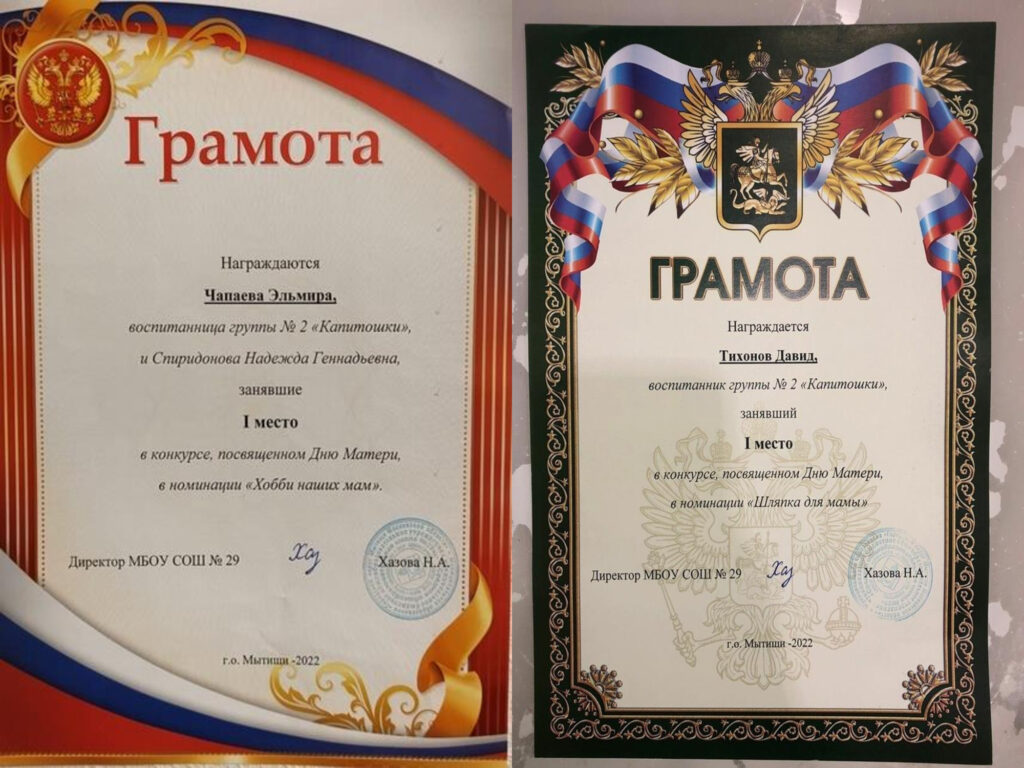 Грамота
Награждаются
Чапаева Эльмира,
воспитанница группы № 2 «Капитошки»,
и Спиридонова Надежда Геннадьевна,
занявшие
I место
в конкурсе, посвященном Дню Матери,
в номинации «Хобби наших мам».
Директор МБОУ СОШ № 29
Хазова Н.А.
г.о. Мытищи -2022
ГРАМОТА
Награждается
Тихонов Давид,
воспитанник группы № 2 «Капитошки»,
занявший
I место
в конкурсе, посвященном Дню Матери,
в номинации «Шляпка для мамы»
Директор МБОУ СОШ № 29
Хазова Н.А.
г.о. Мытищи -2022